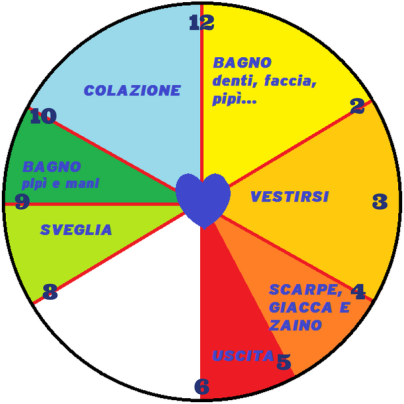 12
BAGNO
denti, faccia,
pipì...
2
COLAZIONE
10
BAGNO
pipì e mani
9
VESTIRSI
3
SVEGLIA
8
SCARPE,
GIACCA E
ZAINO
4
USCITA
5
6